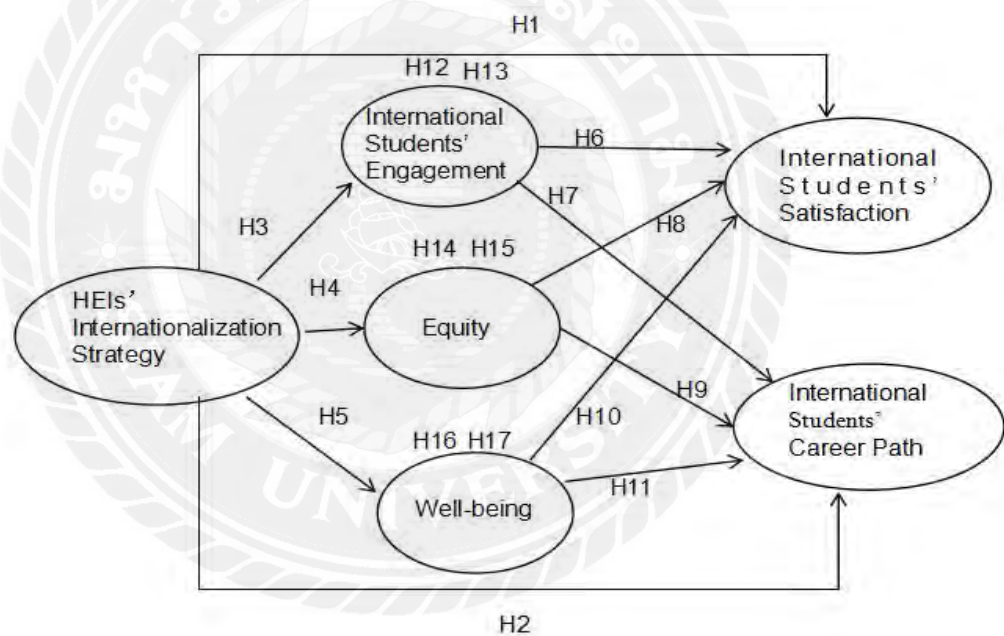 H1
H12 H13
International
Students'
Engagement
H6
International
Students'
Satisfaction
H7
H8
H3
H14 H15
HEIs’
Internationalization
Strategy
H4
Equity
H9
International
Students’
Career Path
H5
H10
H16 H17
H11
Well-being
UNIVERSITY
H2